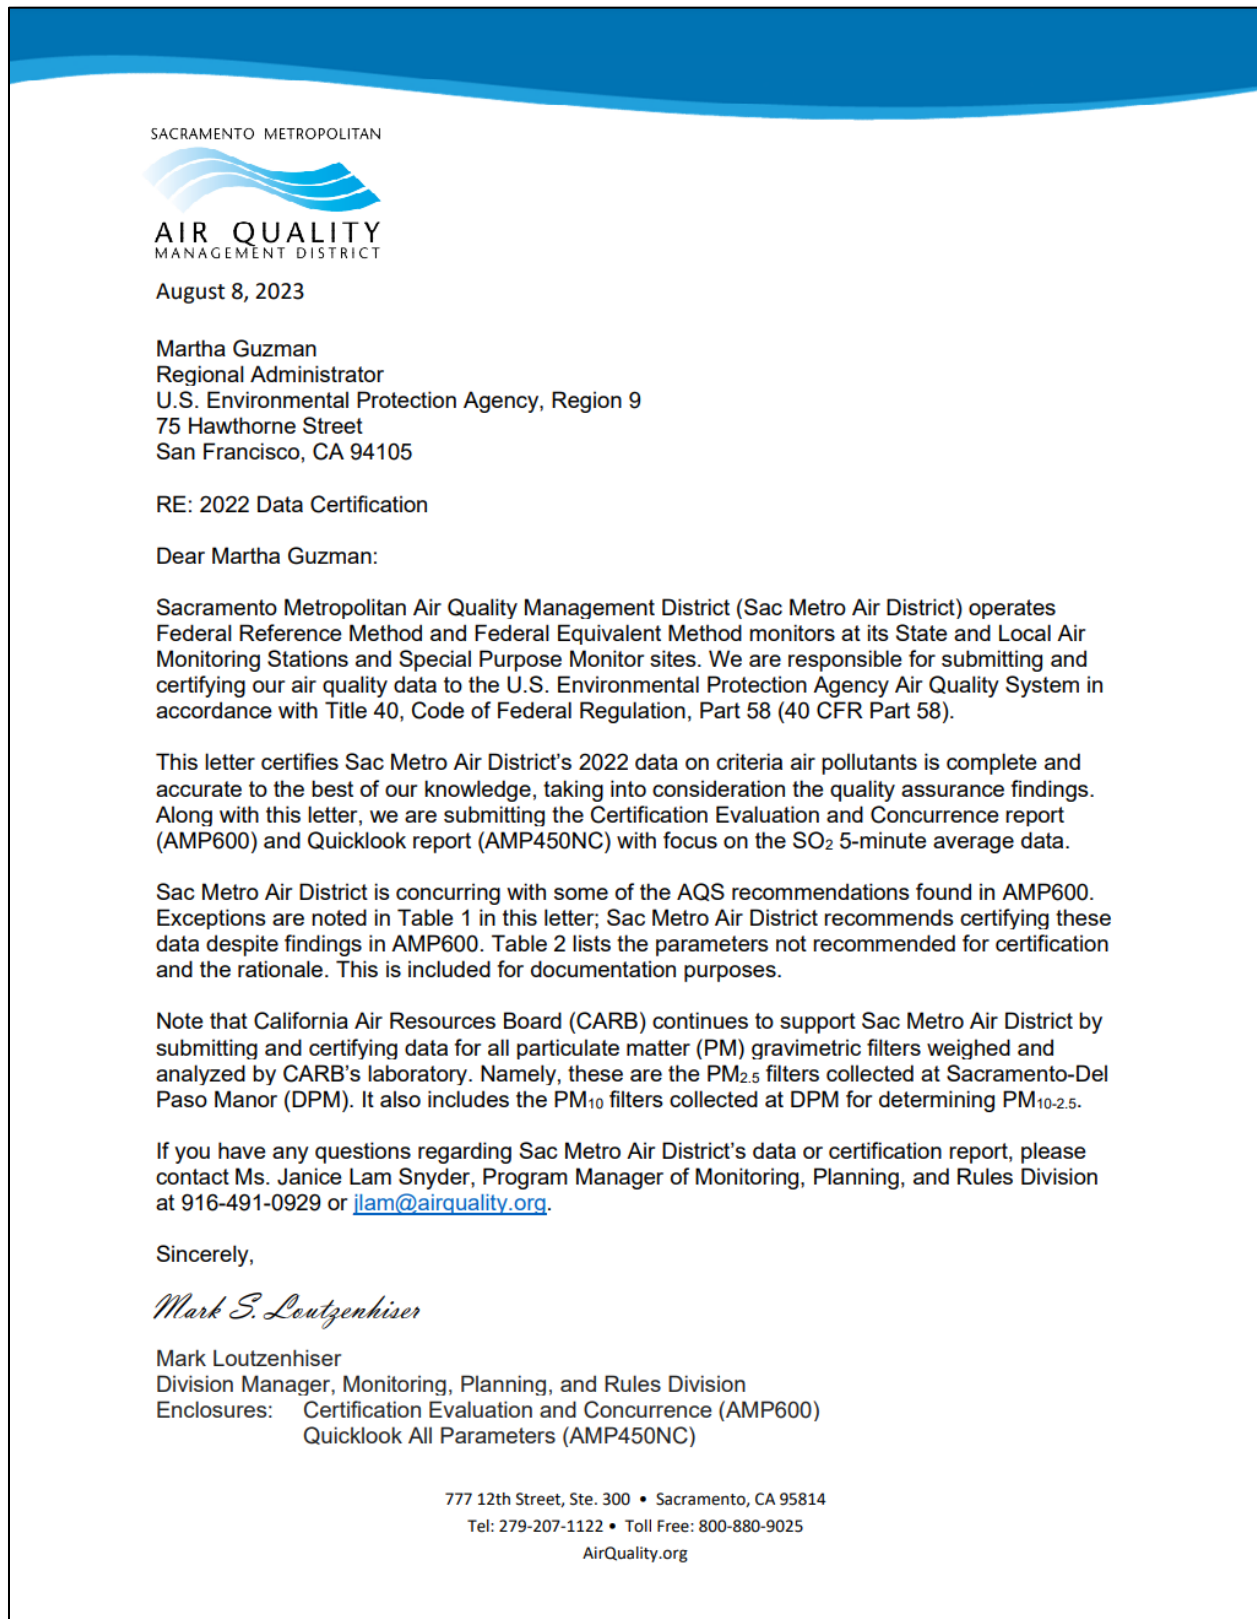 SACRAMENTO METROPOLITAN
AIR QUALITY
MANAGEMENT DISTRICT
August 8, 2023
Martha Guzman
Regional Administrator
U.S. Environmental Protection Agency, Region 9
75 Hawthorne Street
San Francisco, CA 94105
RE: 2022 Data Certification
Dear Martha Guzman:
Sacramento Metropolitan Air Quality Management District (Sac Metro Air District) operates
Federal Reference Method and Federal Equivalent Method monitors at its State and Local Air
Monitoring Stations and Special Purpose Monitor sites. We are responsible for submitting and
certifying our air quality data to the U.S. Environmental Protection Agency Air Quality System in
accordance with Title 40, Code of Federal Regulation, Part 58 (40 CFR Part 58).
This letter certifies Sac Metro Air District's 2022 data on criteria air pollutants is complete and
accurate to the best of our knowledge, taking into consideration the quality assurance findings.
Along with this letter, we are submitting the Certification Evaluation and Concurrence report
(AMP600) and Quicklook report (AMP450NC) with focus on the SO₂ 5-minute average data.
Sac Metro Air District is concurring with some of the AQS recommendations found in AMP600.
Exceptions are noted in Table 1 in this letter; Sac Metro Air District recommends certifying these
data despite findings in AMP600. Table 2 lists the parameters not recommended for certification
and the rationale. This is included for documentation purposes.
Note that California Air Resources Board (CARB) continues to support Sac Metro Air District by
submitting and certifying data for all particulate matter (PM) gravimetric filters weighed and
analyzed by CARB's laboratory. Namely, these are the PM2.5 filters collected at Sacramento-Del
Paso Manor (DPM). It also includes the PM10 filters collected at DPM for determining PM10-2.5.
If you have any questions regarding Sac Metro Air District's data or certification report, please
contact Ms. Janice Lam Snyder, Program Manager of Monitoring, Planning, and Rules Division
at 916-491-0929 or jlam@airquality.org.
Sincerely,
Mark S. Loutzenhiser
Mark Loutzenhiser
Division Manager, Monitoring, Planning, and Rules Division
Enclosures: Certification Evaluation and Concurrence (AMP600)
Quicklook All Parameters (AMP450NC)
777 12th Street, Ste. 300 • Sacramento, CA 95814
Tel: 279-207-1122 • Toll Free: 800-880-9025
AirQuality.org